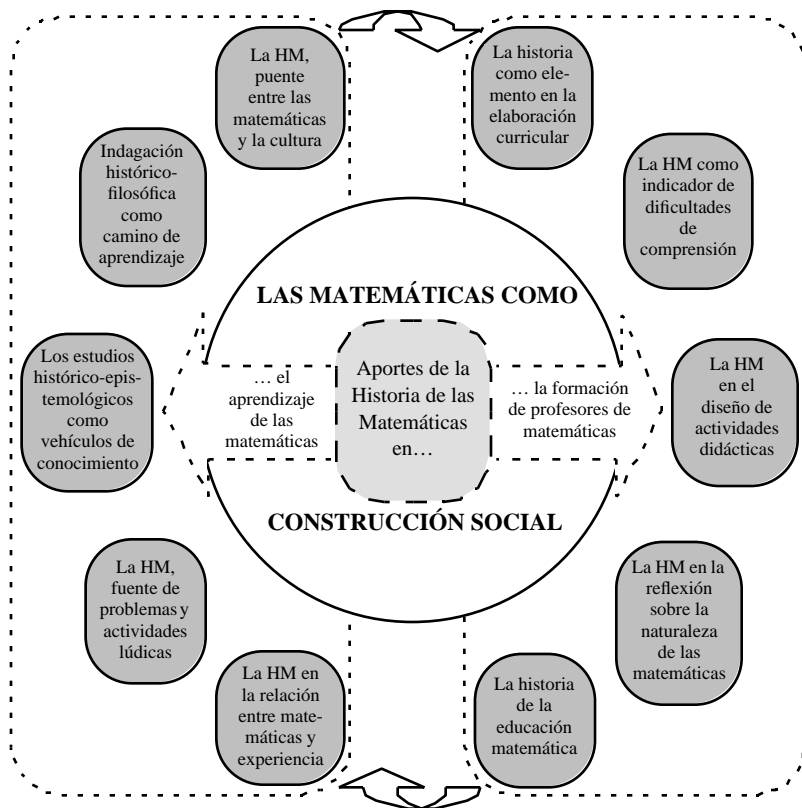 La HM,
puente
entre las
matemáticas
y la cultura
La historia
como ele-
mento en la
elaboración
curricular
Indagación
histórico-
filosófica
como
camino de
aprendizaje
La HM como
indicador de
dificultades
de
comprensión
LAS MATEMÁTICAS COMO
Los estudios
histórico-epis-
temológicos
como
vehículos de
conocimiento
… el
aprendizaje
de las
matemáticas
Aportes de la
Historia de las
Matemáticas
en…
… la formación
de profesores de
matemáticas
La HM
en el
diseño de
actividades
didácticas
CONSTRUCCIÓN SOCIAL
La HM,
fuente de
problemas y
actividades
lúdicas
La HM en la
reflexión
sobre la
naturaleza
de las
matemáticas
La HM en
la relación
entre mate-
máticas y
experiencia
La historia
de la
educación
matemática